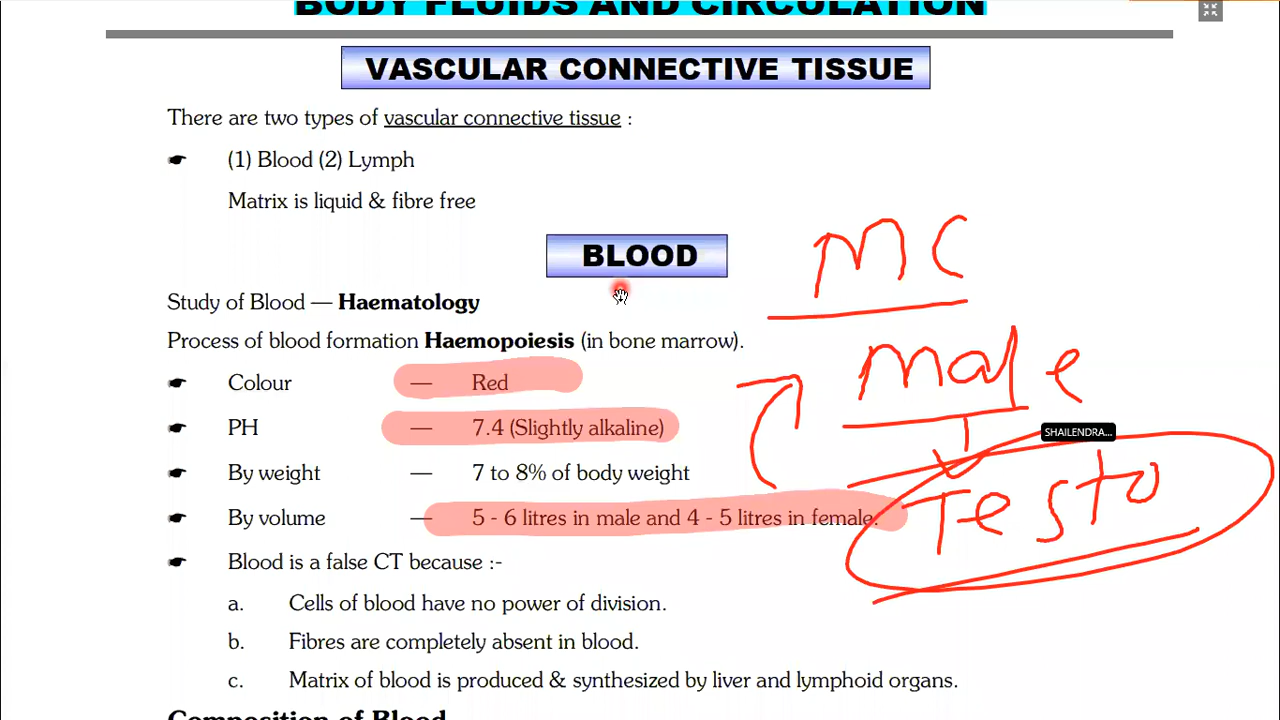 BODY FLUIDS AND CIRCULATION
VASCULAR CONNECTIVE TISSUE
There are two types of vascular connective tissue :
(1) Blood (2) Lymph
Matrix is liquid & fibre free
BLOOD
MC
Study of Blood — Haematology
Process of blood formation Haemopoiesis (in bone marrow).
Male
Colour — Red
PH — 7.4 (Slightly alkaline)
SHAILENDRA...
By weight — 7 to 8% of body weight
Testo
By volume — 5 - 6 litres in male and 4 - 5 litres in female.
Blood is a false CT because :-
a. Cells of blood have no power of division.
b. Fibres are completely absent in blood.
c. Matrix of blood is produced & synthesized by liver and lymphoid organs.
Composition of Blood